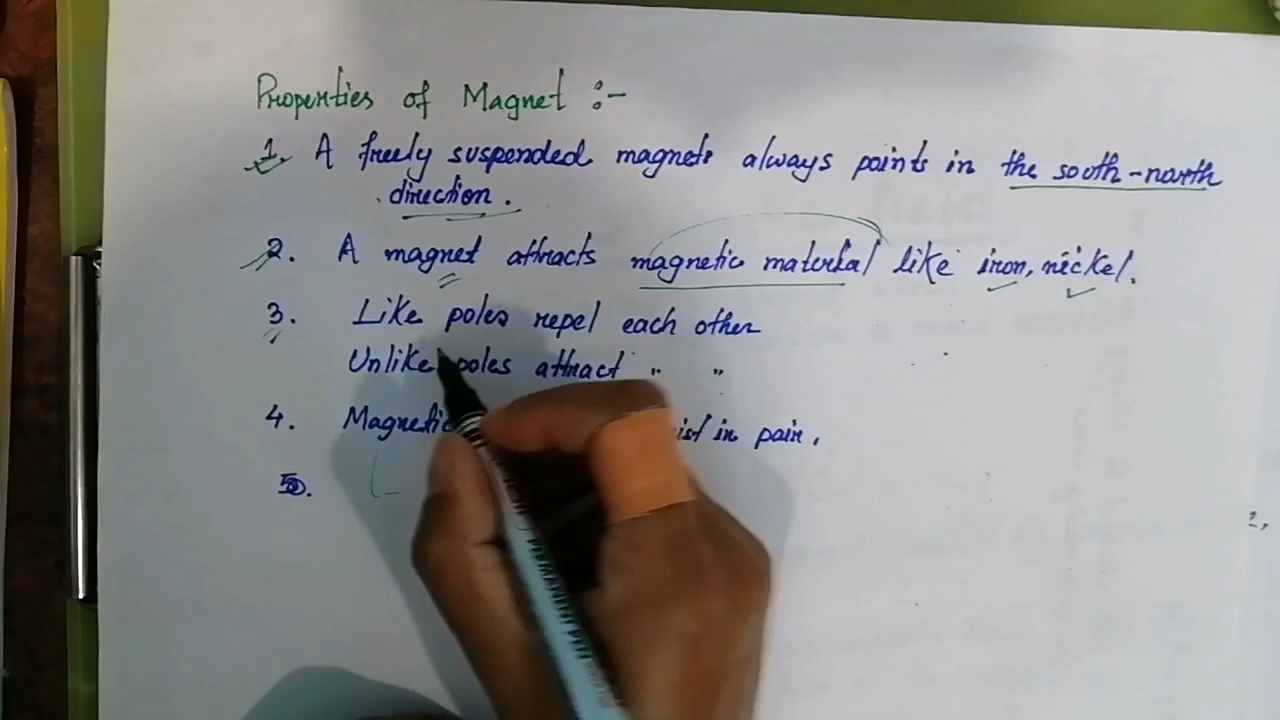 Properties of Magnet :-
1. A freely suspended magnets always points in the south-north
direction.
2. A magnet attracts magnetic material like iron, nickel.
3. Like poles repel each other
Unlike poles attract " "
4. Magnetic in pair.
5.